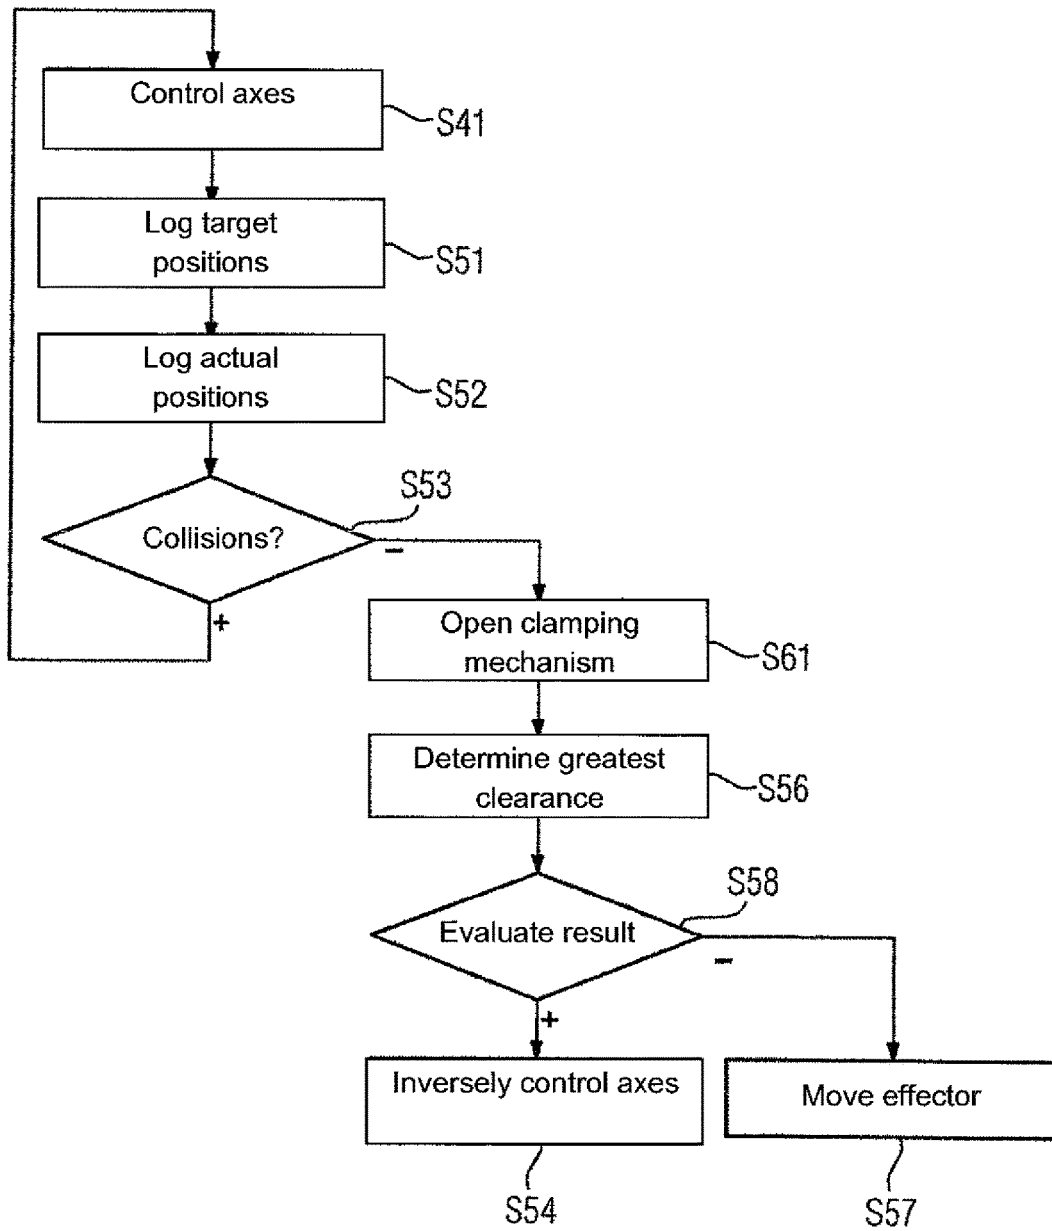 Control axes
S41
Log target
positions
S51
Log actual
positions
S52
S53
Collisions?
−
+
Open clamping
mechanism
S61
Determine greatest
clearance
S56
S58
Evaluate result
−
+
Inversely control axes
Move effector
S54
S57